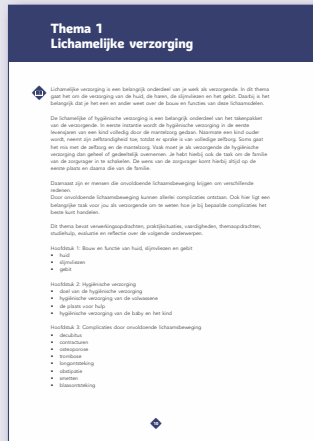 Thema 1
Lichamelijke verzorging
Lichamelijke verzorging is een belangrijk onderdeel van je werk als verzorgende. In dit thema
gaat het om de verzorging van de huid, de haren, de slijmvliezen en het gebit. Daarbij is het
belangrijk dat je het een en ander weet over de bouw en functies van deze lichaamsdelen.
De lichamelijke of hygiënische verzorging is een belangrijk onderdeel van het takenpakket
van de verzorgende. In eerste instantie wordt de hygiënische verzorging in de eerste
levensjaren van een kind volledig door de mantelzorg gedaan. Naarmate een kind ouder
wordt, neemt zijn zelfstandigheid toe, totdat er sprake is van volledige zelfzorg. Soms gaat
het mis met de zelfzorg en de mantelzorg. Vaak moet je als verzorgende de hygiënische
verzorging dan geheel of gedeeltelijk overnemen. Je hebt hierbij ook de taak om de familie
van de zorgvrager in te schakelen. De wens van de zorgvrager komt hierbij altijd op de
eerste plaats en daarna die van de familie.
Daarnaast zijn er mensen die onvoldoende lichaamsbeweging krijgen om verschillende
redenen.
Door onvoldoende lichaamsbeweging kunnen allerlei complicaties ontstaan. Ook hier ligt een
belangrijke taak voor jou als verzorgende om te weten hoe je bij bepaalde complicaties het
beste kunt handelen.
Dit thema bevat verwerkingsopdrachten, praktijksituaties, vaardigheden, themaopdrachten,
studiehulp, evaluatie en reflectie over de volgende onderwerpen.
Hoofdstuk 1: Bouw en functie van huid, slijmvliezen en gebit
• huid
• slijmvliezen
• gebit
Hoofdstuk 2: Hygiënische verzorging
• doel van de hygiënische verzorging
• hygiënische verzorging van de volwassene
• de plaats voor hulp
• hygiënische verzorging van de baby en het kind
Hoofdstuk 3: Complicaties door onvoldoende lichaamsbeweging
• decubitus
• contracturen
• osteoporose
• trombose
• longontsteking
• obstipatie
• smetten
• blaasontsteking